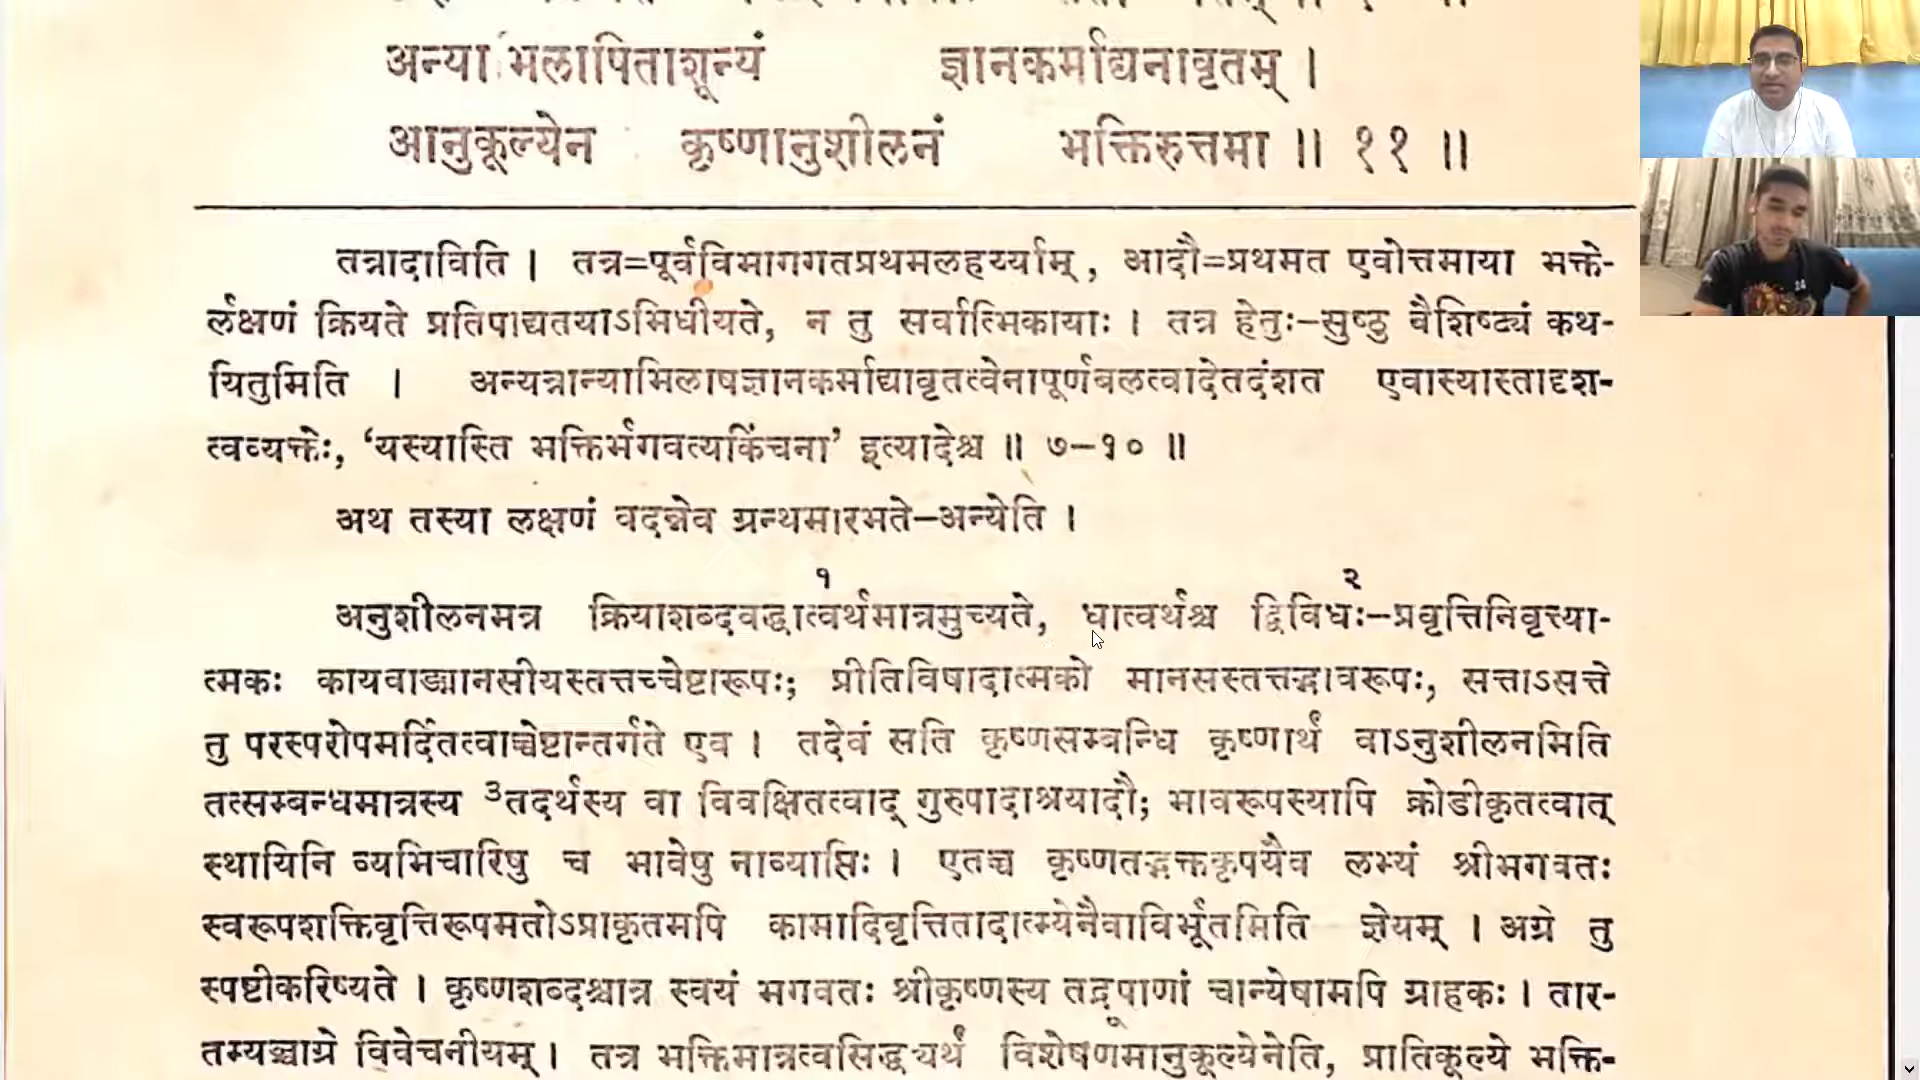 अन्याभिलाषिताशून्यं ज्ञानकर्माद्यनावृतम् ।
आनुकूल्येन कृष्णानुशीलनं भक्तिरुत्तमा ॥ ११ ॥
तत्रादाविति । तत्र=पूर्वविभागगतप्रथमलहर्य्याम्, आदौ=प्रथमत एवोत्तमाया भक्ते-
र्लक्षणं क्रियते प्रतिपाद्यतयाऽभिधीयते, न तु सर्वात्मिकायाः । तत्र हेतुः–सुष्ठु वैशिष्ट्यं कथ-
यितुमिति । अन्यत्रान्याभिलाषज्ञानकर्माद्यावृतत्वेनापूर्णबलत्वादेतदंशत एवास्यास्तादृश-
त्वव्यक्तेः, ‘यस्यास्ति भक्तिर्भगवत्यकिंचना’ इत्यादेश्च ॥ ७–१० ॥
अथ तस्या लक्षणं वदन्नेव ग्रन्थमारभते–अन्येति ।
१ २
अनुशीलनमत्र क्रियाशब्दवद्धात्वर्थमात्रमुच्यते, धात्वर्थश्च द्विविधः–प्रवृत्तिनिवृत्त्या-
त्मकः कायवाङ्मानसीयस्तत्तच्चेष्टारूपः; प्रीतिविषादात्मको मानसस्तत्तद्भावरूपः, सत्ताऽसत्ते
तु परस्परोपमर्दितत्वाच्चेष्टान्तर्गते एव । तदेवं सति कृष्णसम्बन्धि कृष्णार्थं वाऽनुशीलनमिति
तत्सम्बन्धमात्रस्य ३तदर्थस्य वा विवक्षितत्वाद् गुरुपादाश्रयादौ; भावरूपस्यापि क्रोडीकृतत्वात्
स्थायिनि व्यभिचारिषु च भावेषु नाव्याप्तिः । एतच्च कृष्णतद्भक्तकृपयैव लभ्यं श्रीभगवतः
स्वरूपशक्तिवृत्तिरूपमतोऽप्राकृतमपि कामादिवृत्तितादात्म्येनैवाविर्भूतमिति ज्ञेयम् । अग्रे तु
स्पष्टीकरिष्यते । कृष्णशब्दश्चात्र स्वयं भगवतः श्रीकृष्णस्य तद्रूपाणां चान्येषामपि ग्राहकः । तार-
तम्यञ्चाग्रे विवेचनीयम् । तत्र भक्तिमात्रत्वसिद्ध्यर्थं विशेषणमानुकूल्येनेति, प्रातिकूल्ये भक्ति-